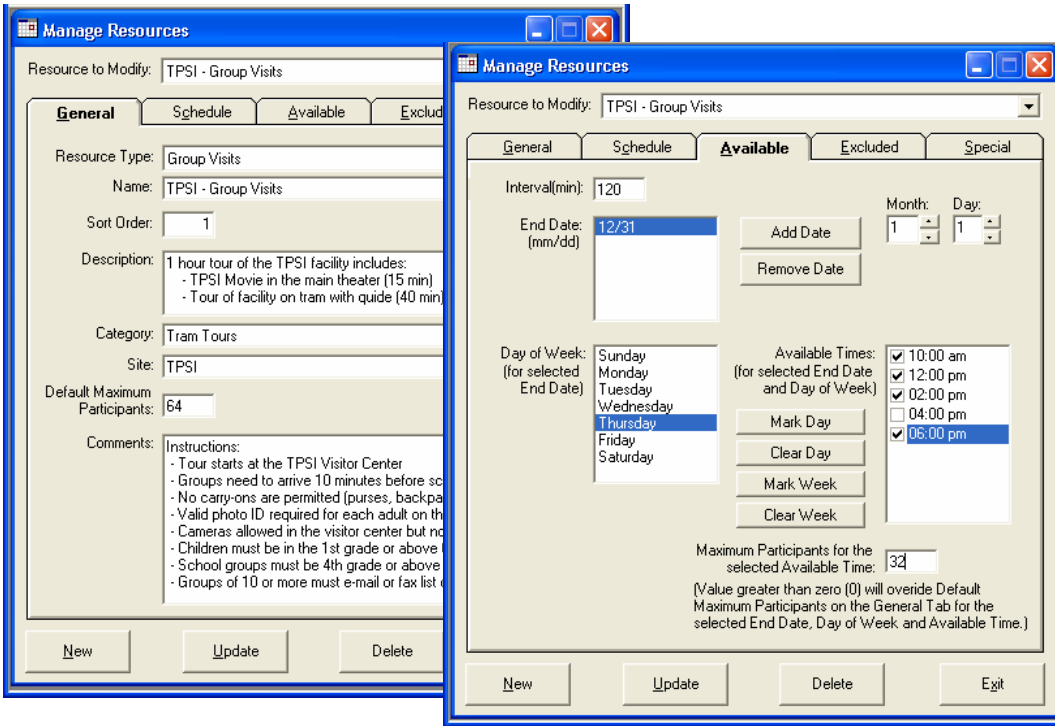 Manage Resources
Resource to Modify: TPSI - Group Visits
General Schedule Available
Resource Type: Group Visits
Name: TPSI - Group Visits
Sort Order: 1
Description: 1 hour tour of the TPSI facility includes:
- TPSI Movie in the main theater (15 min)
- Tour of facility on tram with quide (40 min)
Category: Tram Tours
Site: TPSI
Default Maximum
Participants: 64
Comments: Instructions:
- Tour starts at the TPSI Visitor Center
- Groups need to arrive 10 minutes before
- No carry-ons are permitted (purses,
- Valid photo ID required for each adult on
- Cameras allowed in the visitor center but
- Children must be in the 1st grade or above
- School groups must be 4th grade or above
- Groups of 10 or more must e-mail or fax list
New Update Delete
Manage Resources
Resource to Modify: TPSI - Group Visits
General Schedule Available Excluded Special
Interval(min): 120
Month: Day:
End Date: 12/31 Add Date 1 1
(mm/dd)
Remove Date
Day of Week:
(for selected
End Date)
Sunday
Monday
Tuesday
Wednesday
Thursday
Friday
Saturday
Available Times:
(for selected End Date
and Day of Week)
10:00 am
12:00 pm
02:00 pm
04:00 pm
06:00 pm
Mark Day
Clear Day
Mark Week
Clear Week
Maximum Participants for the
selected Available Time: 32
(Value greater than zero (0) will overide Default
Maximum Participants on the General Tab for the
selected End Date, Day of Week and Available Time.)
New Update Delete Exit